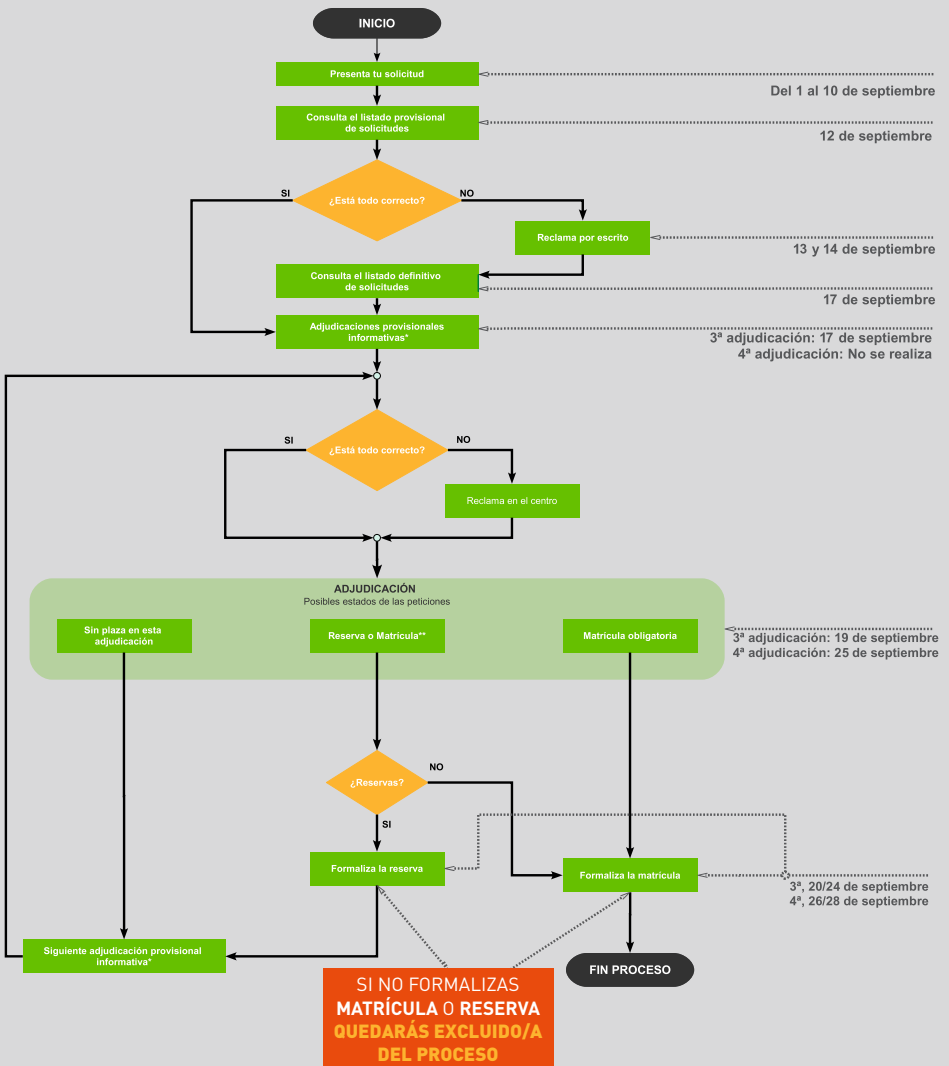 INICIO
Presenta tu solicitud
Del 1 al 10 de septiembre
Consulta el listado provisional
de solicitudes
12 de septiembre
SI
¿Está todo correcto?
NO
Reclama por escrito
13 y 14 de septiembre
Consulta el listado definitivo
de solicitudes
17 de septiembre
Adjudicaciones provisionales
informativas*
3ª adjudicación: 17 de septiembre
4ª adjudicación: No se realiza
SI
¿Está todo correcto?
NO
Reclama en el centro
ADJUDICACIÓN
Posibles estados de las peticiones
Sin plaza en esta
adjudicación
Reserva o Matrícula**
Matrícula obligatoria
3ª adjudicación: 19 de septiembre
4ª adjudicación: 25 de septiembre
¿Reservas?
NO
SI
Formaliza la reserva
Formaliza la matrícula
3ª, 20/24 de septiembre
4ª, 26/28 de septiembre
Siguiente adjudicación provisional
informativa*
FIN PROCESO
SI NO FORMALIZAS
MATRÍCULA O RESERVA
QUEDARÁS EXCLUIDO/A
DEL PROCESO